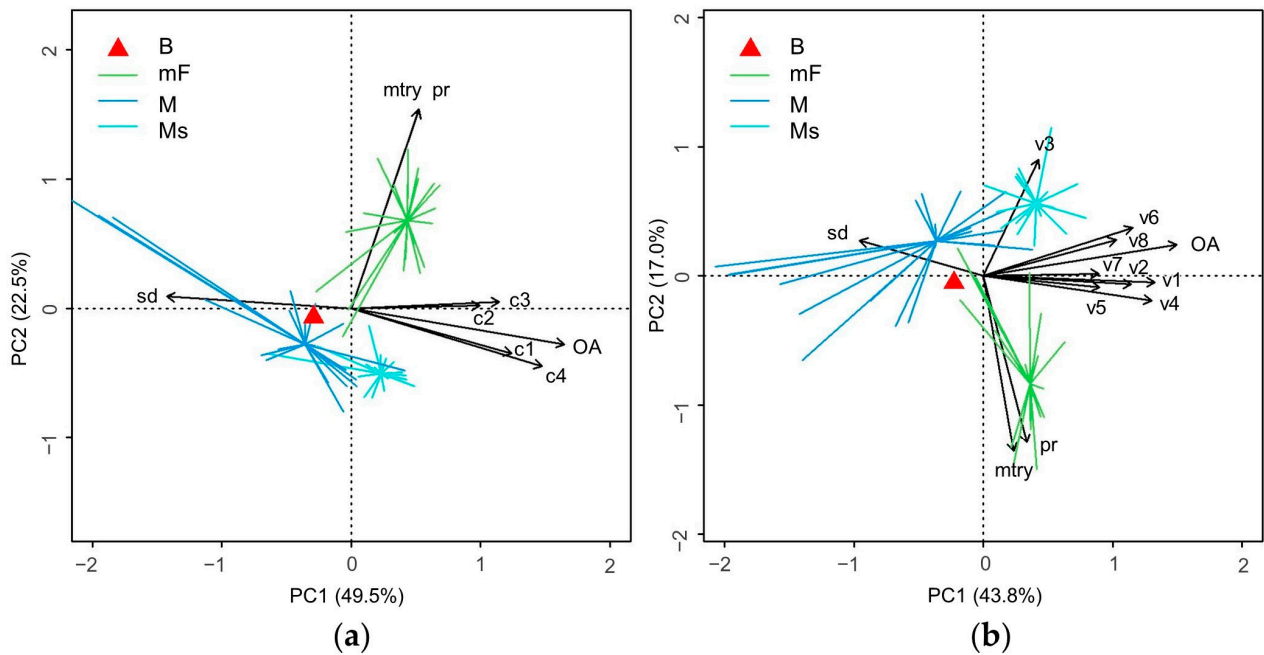 B
mF
M
Ms
mtry pr
sd
c3
c2
c1
OA
c4
2
1
0
−1
−2
−1
0
1
2
PC2 (22.5%)
PC1 (49.5%)
(a)
B
mF
M
Ms
v3
sd
v6
v8
OA
v7
v2
v1
v5
v4
pr
mtry
2
1
0
−1
−2
−2
−1
0
1
2
PC2 (17.0%)
PC1 (43.8%)
(b)